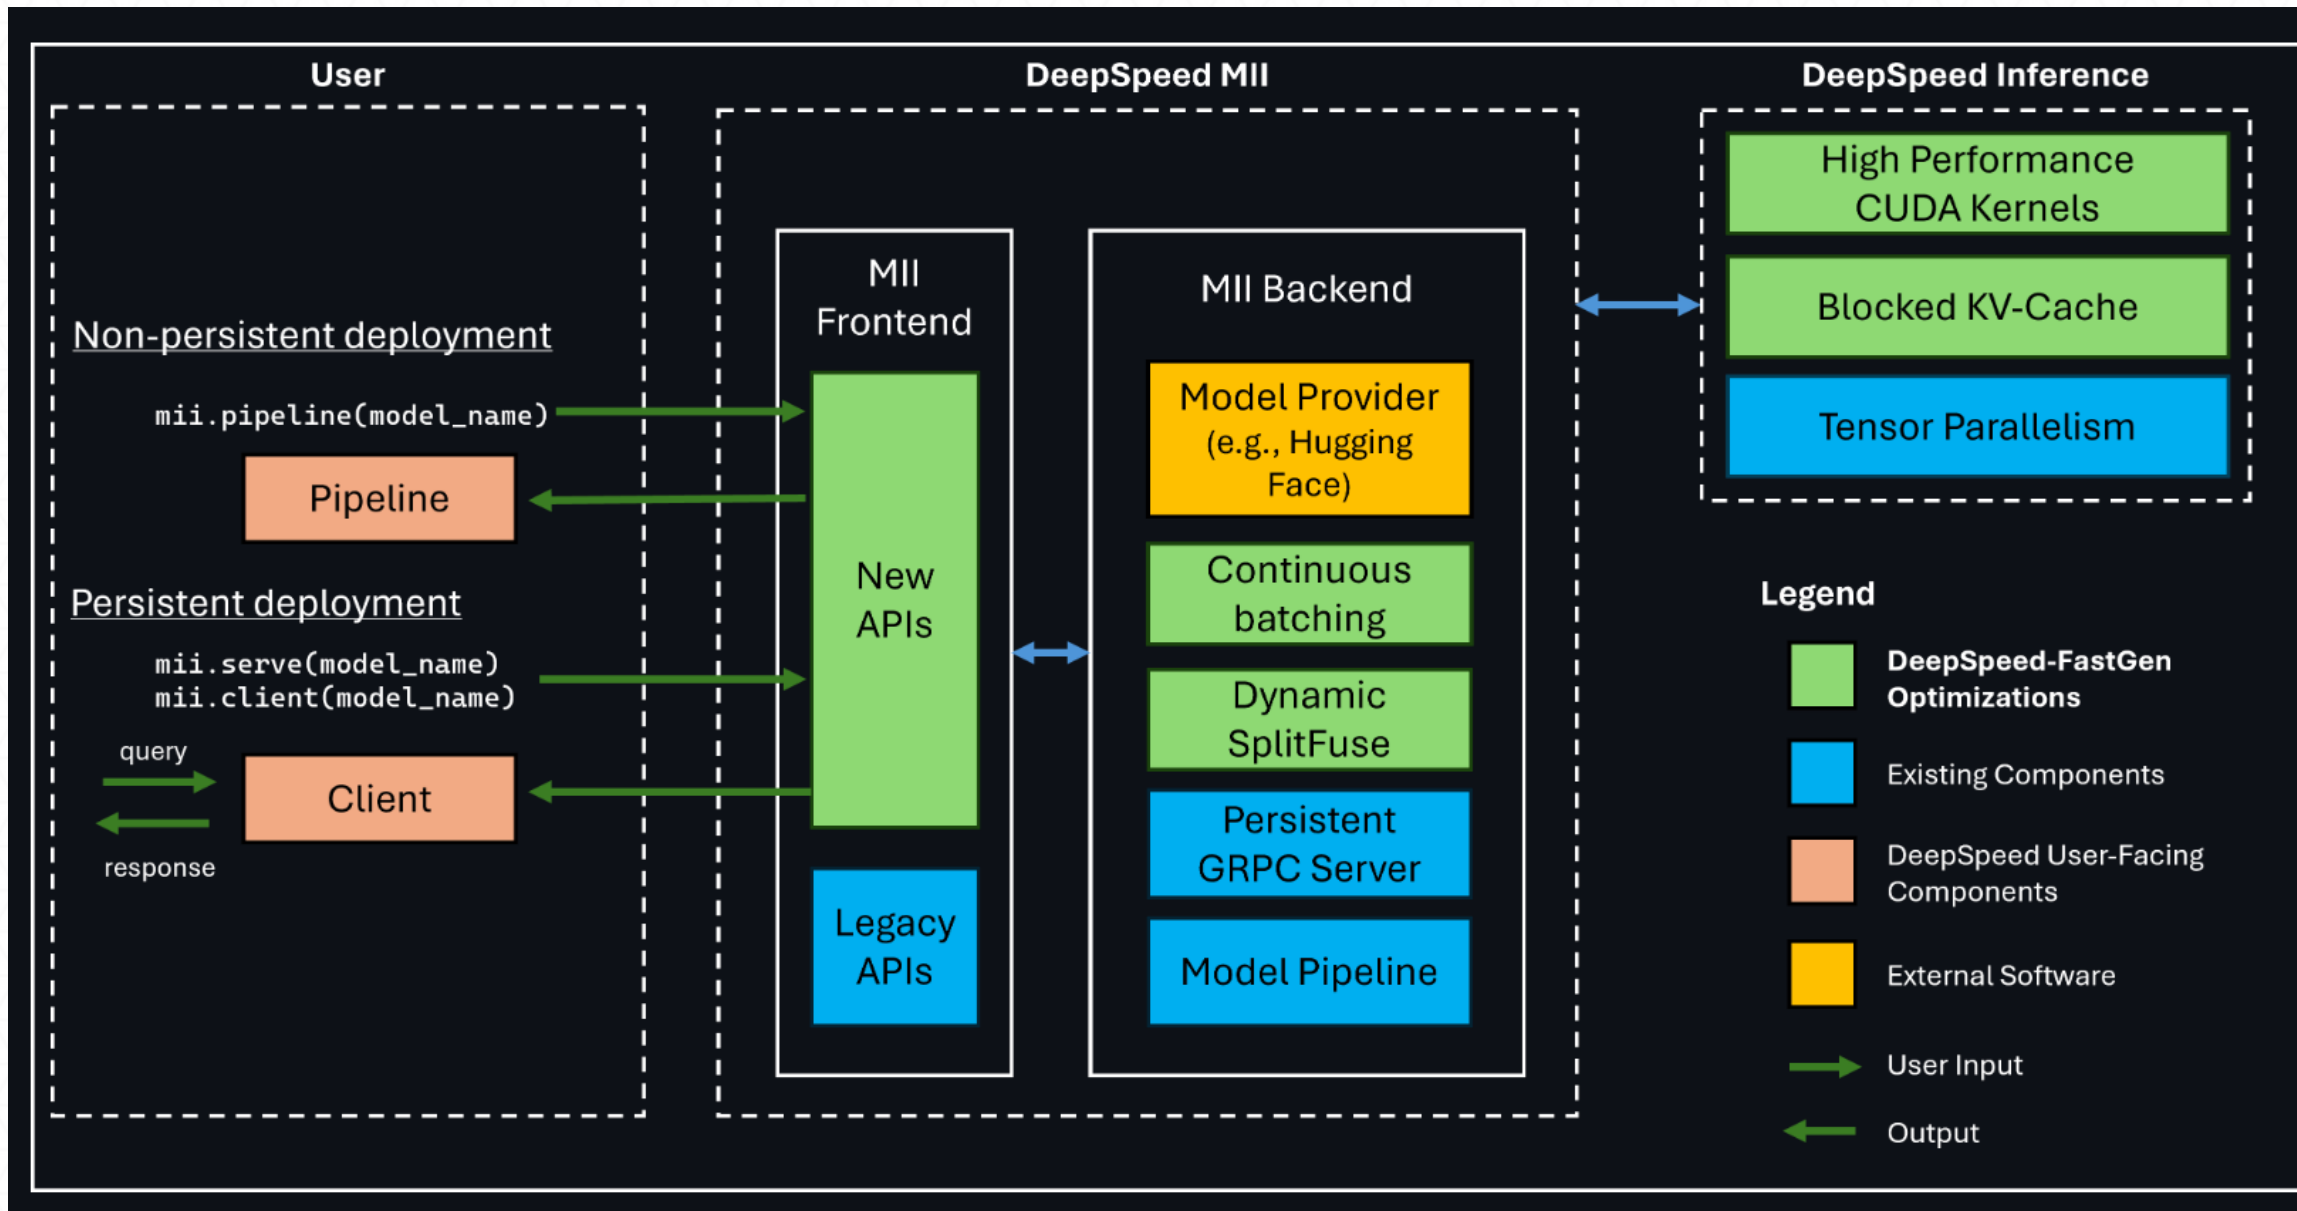 User
Non-persistent deployment
mii.pipeline(model_name)
Pipeline
Persistent deployment
mii.serve(model_name)
mii.client(model_name)
query
Client
response
DeepSpeed MII
MII
Frontend
New
APIs
Legacy
APIs
MII Backend
Model Provider
(e.g., Hugging
Face)
Continuous
batching
Dynamic
SplitFuse
Persistent
GRPC Server
Model Pipeline
DeepSpeed Inference
High Performance
CUDA Kernels
Blocked KV-Cache
Tensor Parallelism
Legend
DeepSpeed-FastGen
Optimizations
Existing Components
DeepSpeed User-Facing
Components
External Software
User Input
Output